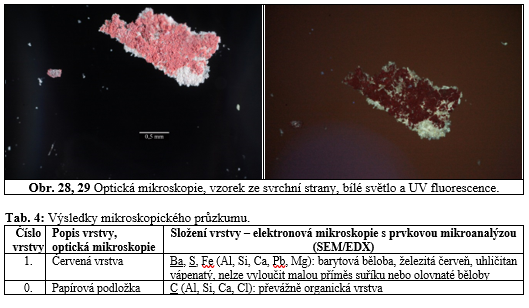 0,5 mm
Obr. 28, 29 Optická mikroskopie, vzorek ze svrchní strany, bílé světlo a UV fluorescence.
Tab. 4: Výsledky mikroskopického průzkumu.
Číslo vrstvy Popis vrstvy, optická mikroskopie Složení vrstvy – elektronová mikroskopie s prvkovou mikroanalýzou (SEM/EDX)
1. Červená vrstva Ba, S, Fe (Al, Si, Ca, Pb, Mg): barytová běloba, železitá červeň, uhličitan
vápenatý, nelze vyloučit malou příměs suříku nebo olovnaté běloby
0. Papírová podložka C (Al, Si, Ca, Cl): převážně organická vrstva